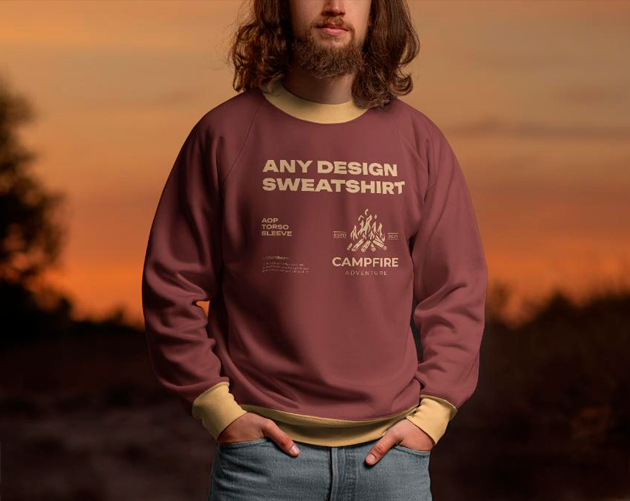 ANY DESIGN
SWEATSHIRT
AOP
TORSO
SLEEVE
CAMPFIRE
ADVENTURE